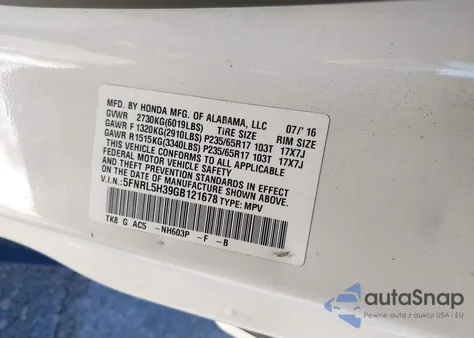 MFD. BY HONDA MFG. OF ALABAMA, LLC 07/'16
GVWR 2730KG(6019LBS) TIRE SIZE RIM SIZE
GAWR F 1320KG(2910LBS) P235/65R17 103T 17X7J
GAWR R1515KG(3340LBS) P235/65R17 103T 17X7J
THIS VEHICLE CONFORMS TO ALL APPLICABLE
FEDERAL MOTOR VEHICLE SAFETY, BUMPER AND
THEFT PREVENTION STANDARDS IN EFFECT ON THE
DATE OF MANUFACTURE SHOWN ABOVE.
V.I.N.: 5FNRL5H39GB121678 TYPE: MPV
TK8 G AC5 -NH603P -F -B
autoSnap
Pewne auta z aukcji USA i EU